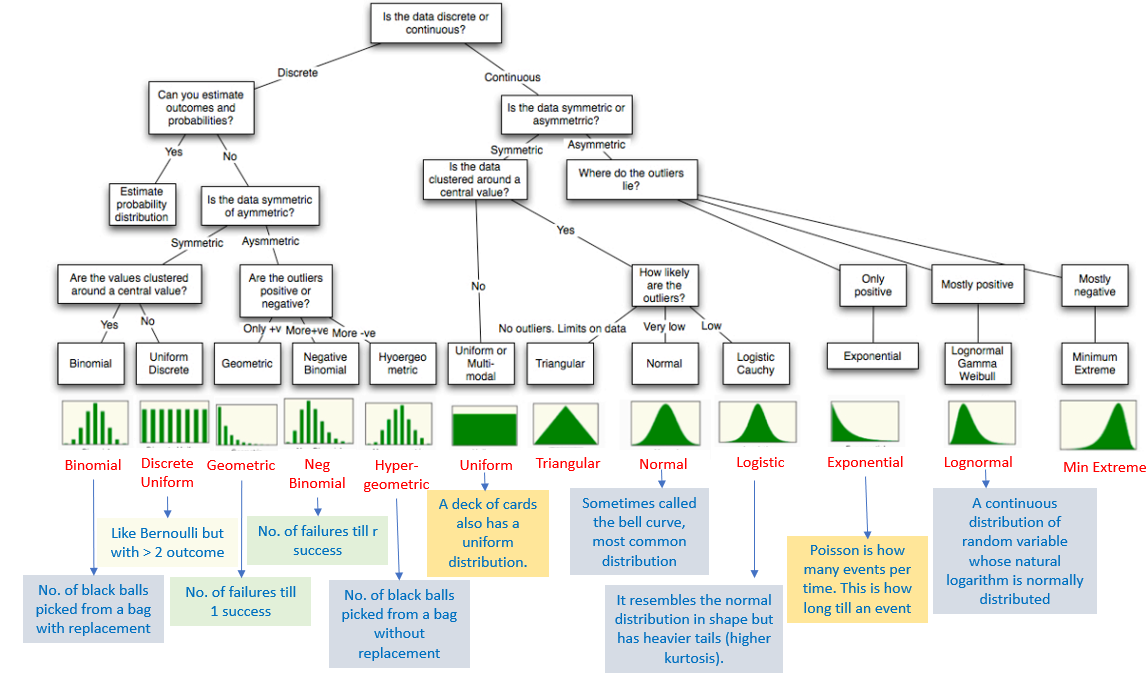 Is the data discrete or
continuous?
Discrete
Continuous
Can you estimate
outcomes and
probabilities?
Is the data symmetric or
asymmetrric?
Yes
No
Symmetric
Asymmetric
Estimate
probability
distribution
Is the data symmetric
of aymmetric?
Is the data
clustered around a
central value?
Where do the outliers
lie?
Symmetric
Aysmmetric
Yes
No
Are the values clustered
around a central value?
Are the outliers
positive or
negative?
How likely
are the
outliers?
Only
positive
Mostly positive
Mostly
negative
Yes
No
Only +v
More+ve
More -ve
No outliers. Limits on data
Very low
Low
Binomial
Uniform
Discrete
Geometric
Negative
Binomial
Hyoergeo
metric
Uniform or
Multi-
modal
Triangular
Normal
Logistic
Cauchy
Exponential
Lognormal
Gamma
Weibull
Minimum
Extreme
Binomial
Discrete
Uniform
Geometric
Neg
Binomial
Hyper-
geometric
Uniform
Triangular
Normal
Logistic
Exponential
Lognormal
Min Extreme
No. of black balls
picked from a bag
with replacement
Like Bernoulli but
with > 2 outcome
No. of failures till
1 success
No. of failures till r
success
No. of black balls
picked from a bag
without
replacement
A deck of cards
also has a
uniform
distribution.
Sometimes called
the bell curve,
most common
distribution
It resembles the normal
distribution in shape but
has heavier tails (higher
kurtosis).
Poisson is how
many events per
time. This is how
long till an event
A continuous
distribution of
random variable
whose natural
logarithm is normally
distributed